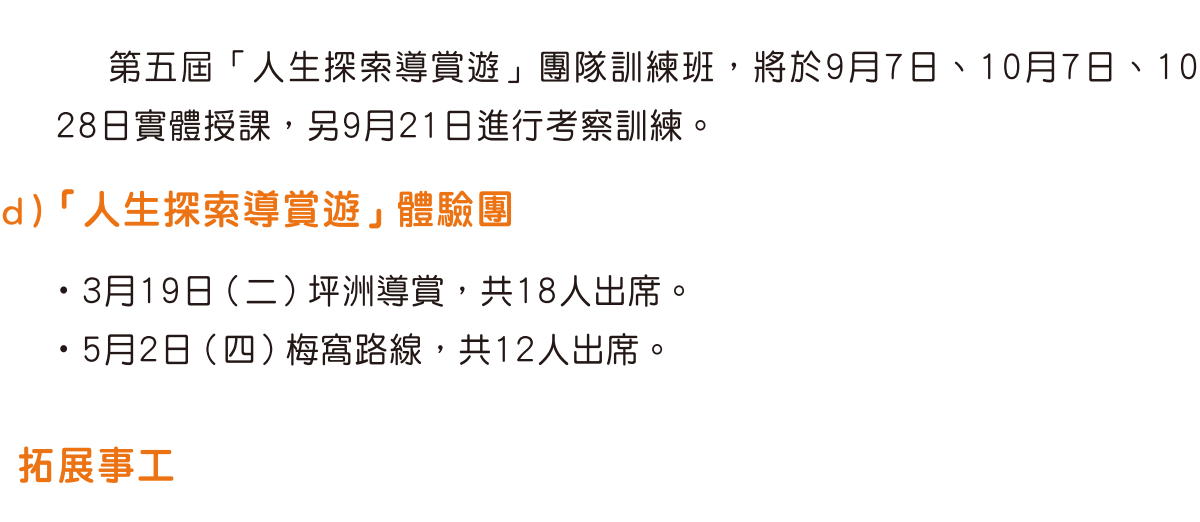 第五屆「人生探索導賞遊」團隊訓練班，將於9月7日、10月7日、10
28日實體授課，另9月21日進行考察訓練。
d)「人生探索導賞遊」體驗團
・3月19日（二）坪洲導賞，共18人出席。
・5月2日（四）梅窩路線，共12人出席。
拓展事工